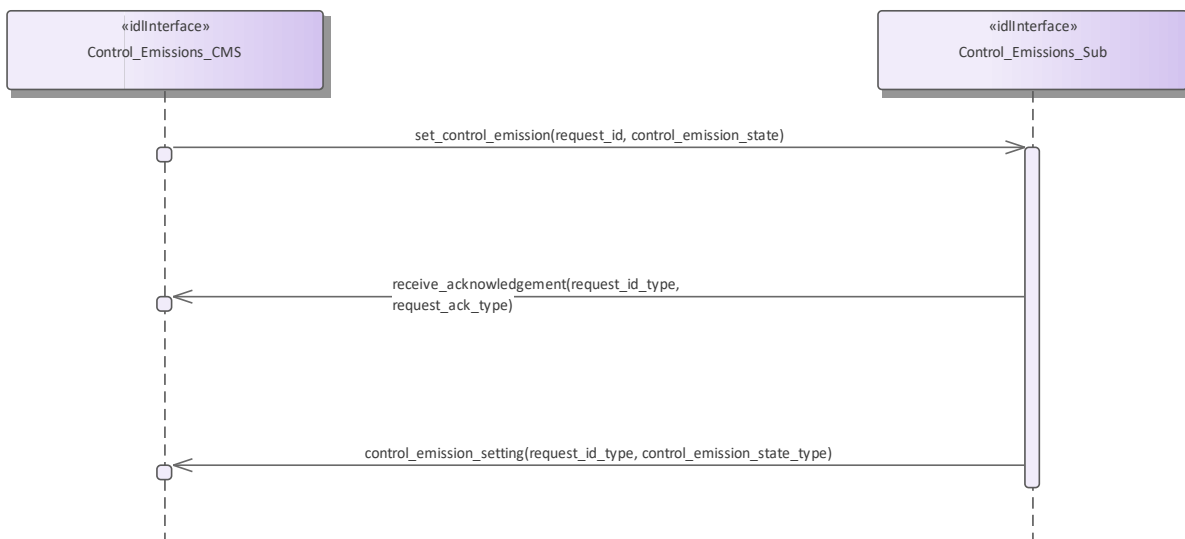 «idlInterface»
Control_Emissions_CMS
«idlInterface»
Control_Emissions_Sub
set_control_emission(request_id, control_emission_state)
receive_acknowledgement(request_id_type,
request_ack_type)
control_emission_setting(request_id_type, control_emission_state_type)